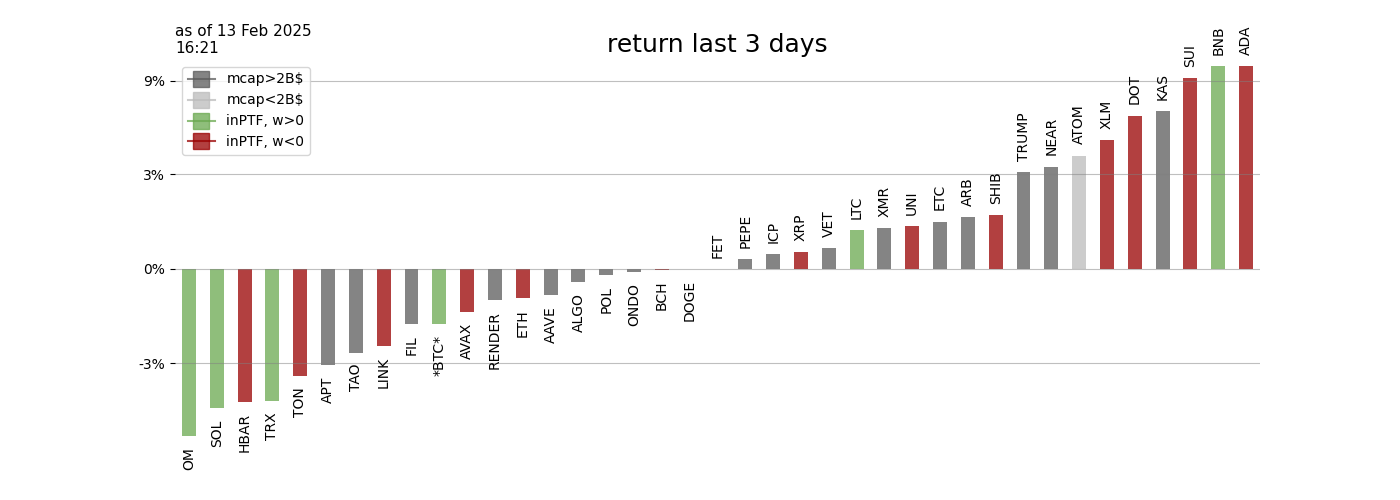 as of 13 Feb 2025
16:21
return last 3 days
9%
3%
0%
-3%
mcap>2B$
mcap<2B$
inPTF, w>0
inPTF, w<0
OM
SOL
HBAR
TRX
TON
APT
TAO
LINK
FIL
*BTC*
AVAX
RENDER
ETH
AAVE
ALGO
POL
ONDO
BCH
DOGE
FET
PEPE
ICP
XRP
VET
LTC
XMR
UNI
ETC
ARB
SHIB
TRUMP
NEAR
ATOM
XLM
DOT
KAS
SUI
BNB
ADA